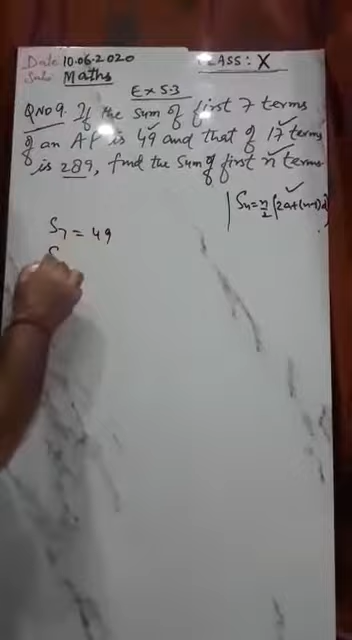 Date 10.06.2020
CLASS: X
Sub: Maths
Ex 5.3
Q NO 9. If the sum of first 7 terms
of an AP is 49 and that of 17 terms
is 289, find the sum of first n terms
Sn = n/2 [2a+(n-1)d]
S7 = 49
S